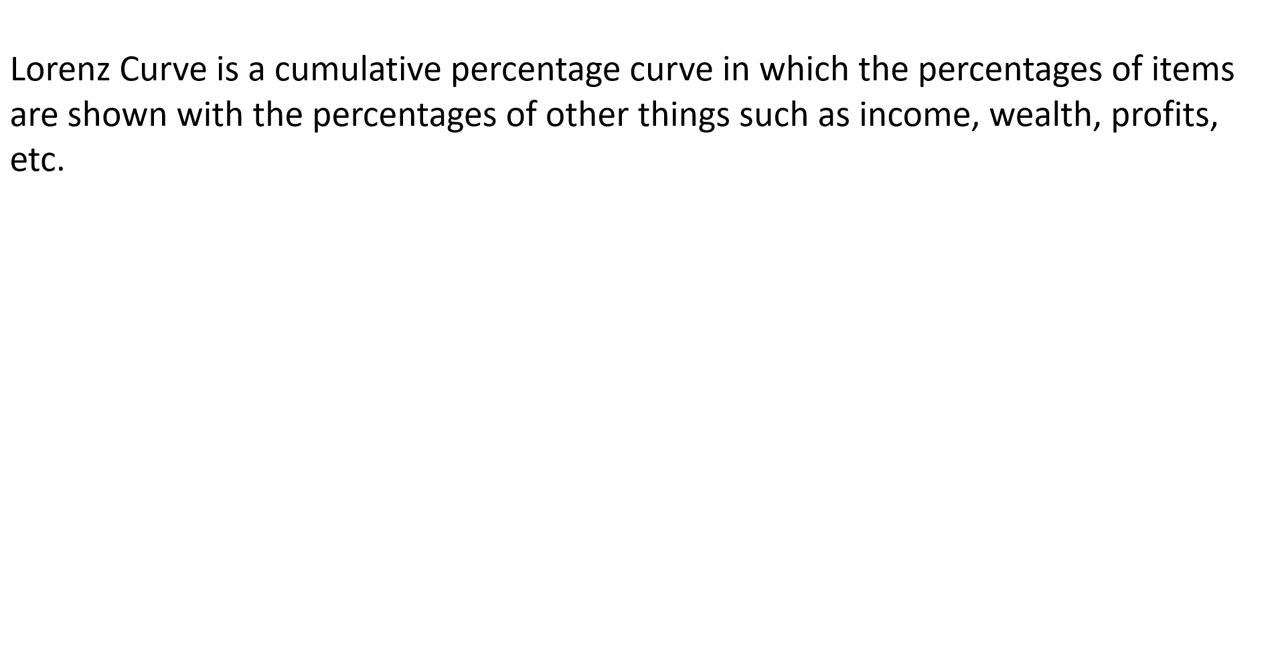 Lorenz Curve is a cumulative percentage curve in which the percentages of items
are shown with the percentages of other things such as income, wealth, profits,
etc.